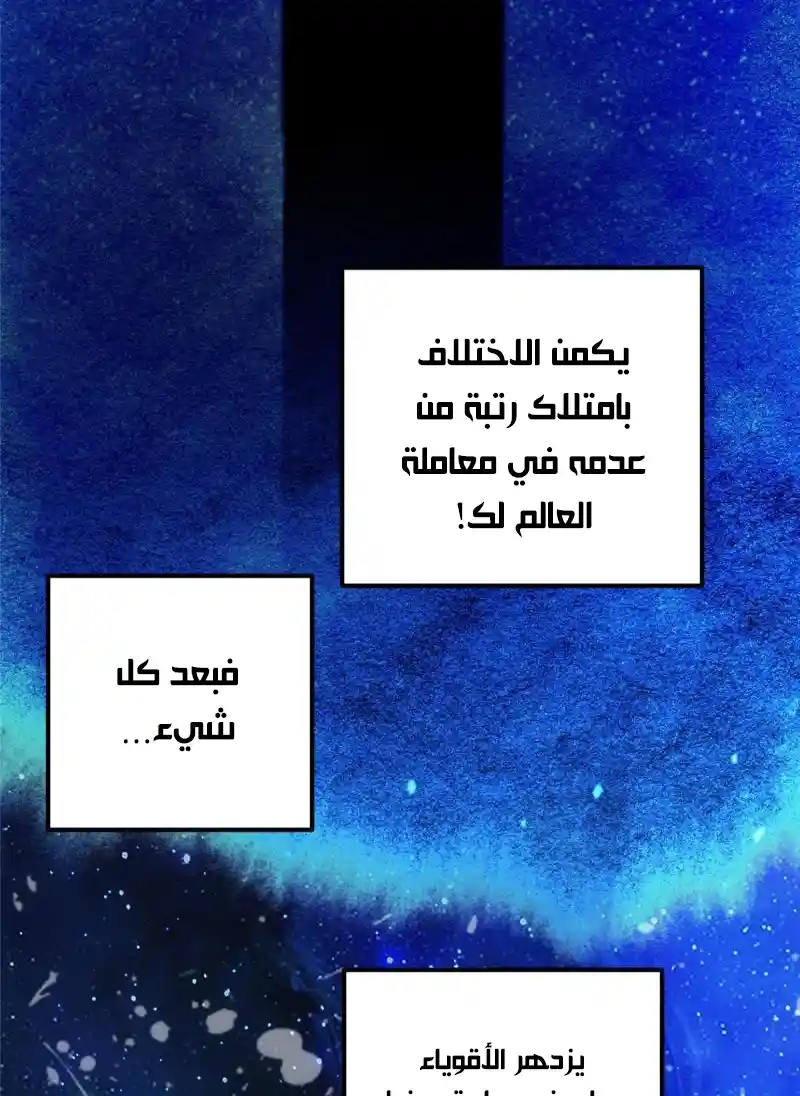 يكمن الاختلاف
بامتلاك رتبة من
عدمه في معاملة
العالم لك!
فبعد كل
شيء...
يزدهر الأقوياء